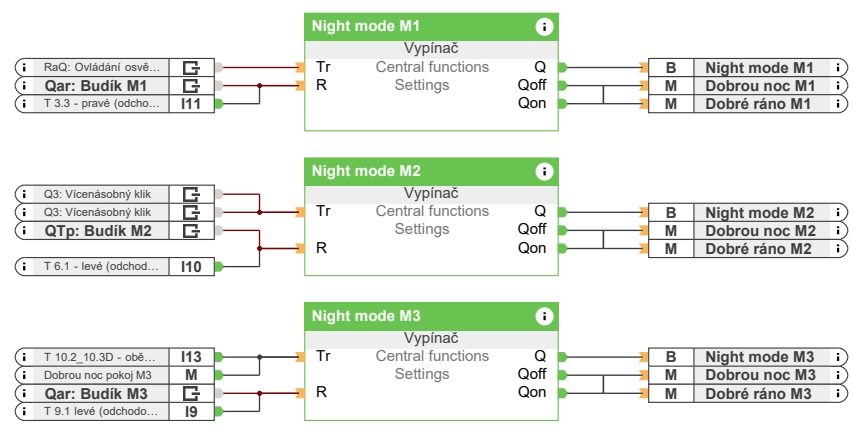 Night mode M1 i
Vypínač
i RaQ: Ovládání osvě... Tr Central functions Q B Night mode M1 i
i Qar: Budík M1 R Settings Qoff M Dobrou noc M1 i
i T 3.3 - pravé (odcho... I11 Qon M Dobré ráno M1 i
Night mode M2 i
Vypínač
i Q3: Vícenásobný klik
i Q3: Vícenásobný klik Tr Central functions Q B Night mode M2 i
i QTp: Budík M2 Settings Qoff M Dobrou noc M2 i
R Qon M Dobré ráno M2 i
i T 6.1 - levé (odchod... I10
Night mode M3 i
Vypínač
i T 10.2_10.3D - obě... I13 Tr Central functions Q B Night mode M3 i
i Dobrou noc pokoj M3 M Settings Qoff M Dobrou noc M3 i
i Qar: Budík M3 R Qon M Dobré ráno M3 i
i T 9.1 levé (odchodo... I9